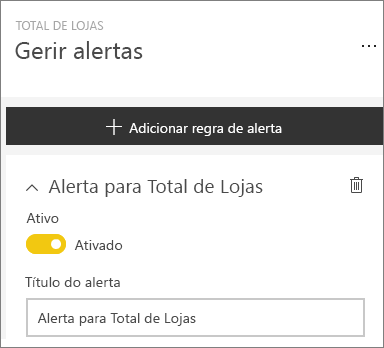 TOTAL DE LOJAS
Gerir alertas
Adicionar regra de alerta
Alerta para Total de Lojas
Ativo
Ativado
Título do alerta
Alerta para Total de Lojas